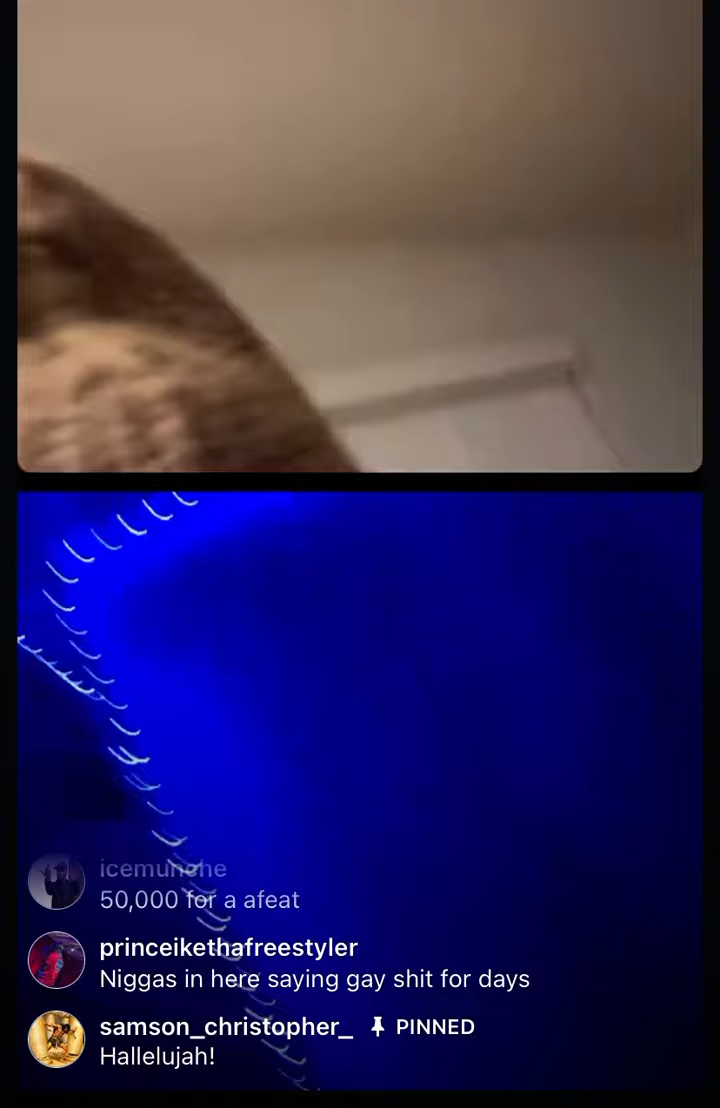 icemunche
50,000 for a afeat
princeikethafreestyler
Niggas in here saying gay shit for days
samson_christopher_ PINNED
Hallelujah!